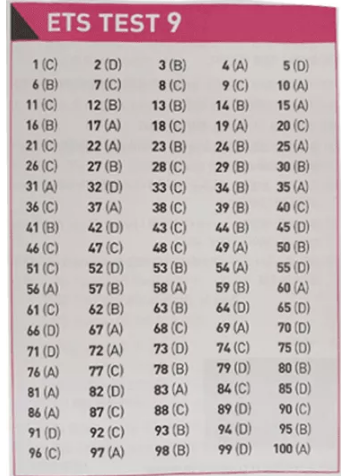 ETS TEST 9
1 (C) 2 (D) 3 (B) 4 (A) 5 (D)
6 (B) 7 (C) 8 (C) 9 (C) 10 (A)
11 (C) 12 (B) 13 (B) 14 (B) 15 (A)
16 (B) 17 (A) 18 (C) 19 (A) 20 (C)
21 (C) 22 (A) 23 (B) 24 (B) 25 (A)
26 (C) 27 (B) 28 (C) 29 (B) 30 (B)
31 (A) 32 (D) 33 (C) 34 (B) 35 (A)
36 (C) 37 (A) 38 (C) 39 (B) 40 (C)
41 (B) 42 (D) 43 (C) 44 (B) 45 (D)
46 (C) 47 (C) 48 (C) 49 (A) 50 (B)
51 (C) 52 (D) 53 (B) 54 (A) 55 (D)
56 (A) 57 (B) 58 (A) 59 (B) 60 (A)
61 (C) 62 (B) 63 (B) 64 (D) 65 (D)
66 (D) 67 (A) 68 (C) 69 (A) 70 (D)
71 (D) 72 (A) 73 (D) 74 (C) 75 (D)
76 (A) 77 (C) 78 (B) 79 (D) 80 (B)
81 (A) 82 (D) 83 (A) 84 (C) 85 (D)
86 (A) 87 (C) 88 (C) 89 (D) 90 (C)
91 (D) 92 (C) 93 (B) 94 (D) 95 (B)
96 (C) 97 (A) 98 (B) 99 (D) 100 (A)